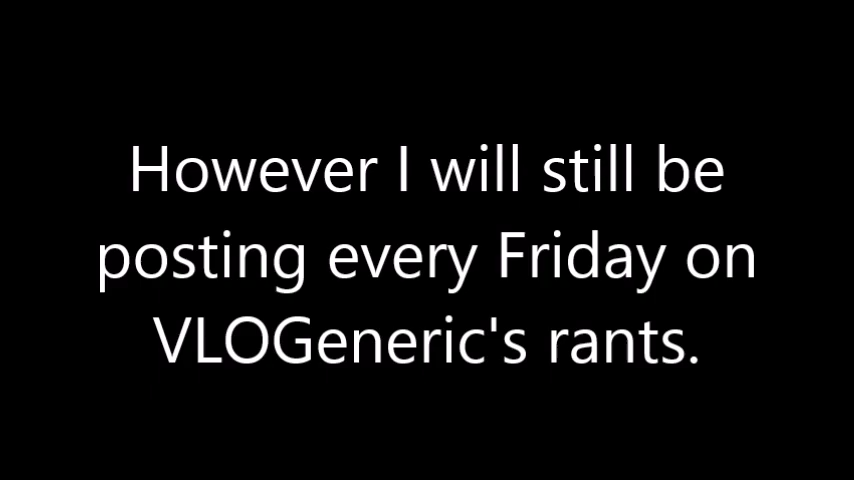 However I will still be
posting every Friday on
VLOGeneric's rants.